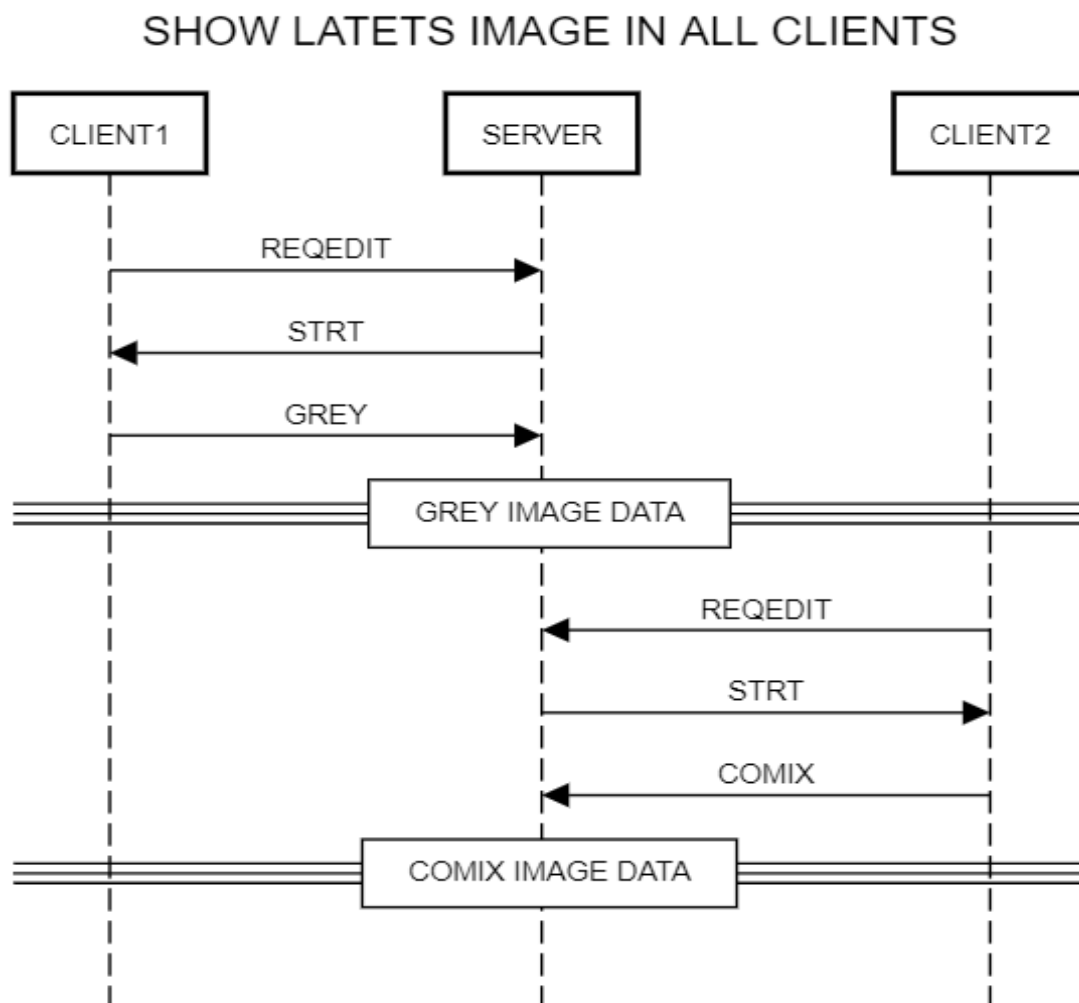 SHOW LATETS IMAGE IN ALL CLIENTS
CLIENT1
SERVER
CLIENT2
REQEDIT
STRT
GREY
GREY IMAGE DATA
REQEDIT
STRT
COMIX
COMIX IMAGE DATA